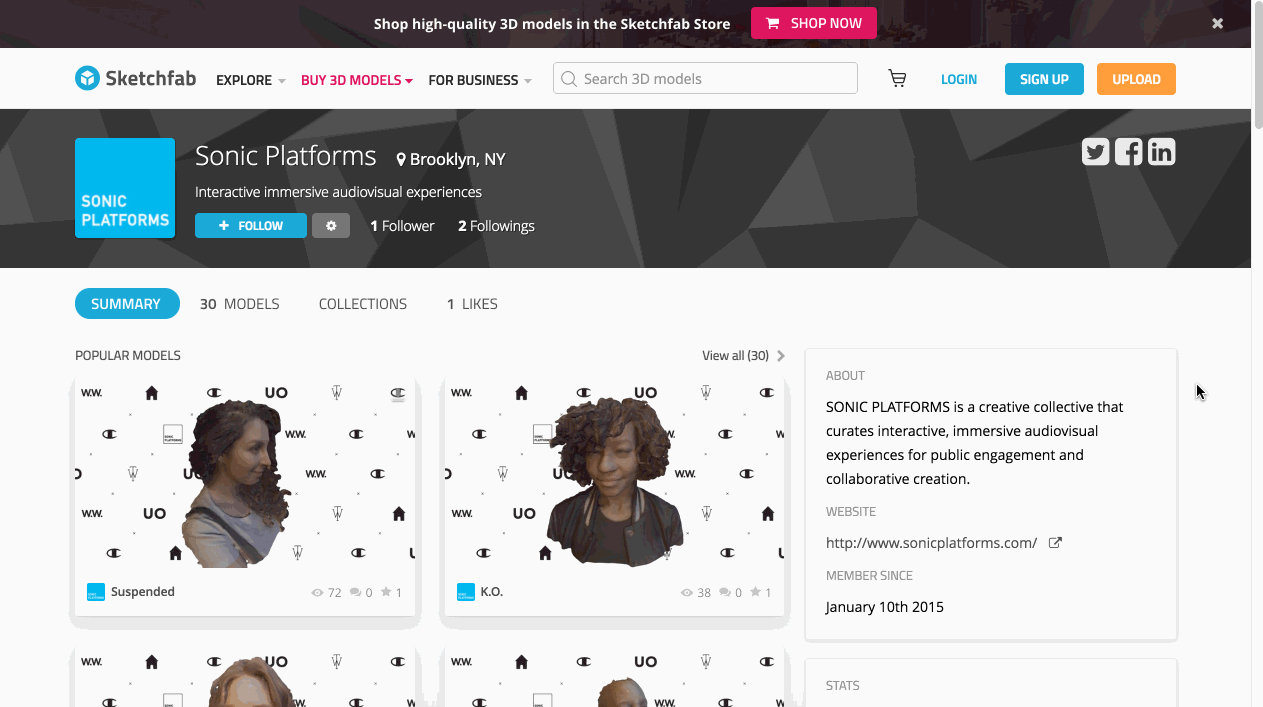 Shop high-quality 3D models in the Sketchfab Store SHOP NOW
Sketchfab EXPLORE BUY 3D MODELS FOR BUSINESS Search 3D models LOGIN SIGN UP UPLOAD
SONIC PLATFORMS
Sonic Platforms Brooklyn, NY
Interactive immersive audiovisual experiences
+ FOLLOW 1 Follower 2 Followings
SUMMARY 30 MODELS COLLECTIONS 1 LIKES
POPULAR MODELS View all (30)
W.W. UO
W.W. UO
Suspended 72 0 1
K.O. 38 0 1
W.W. UO
W.W. UO
ABOUT
SONIC PLATFORMS is a creative collective that
curates interactive, immersive audiovisual
experiences for public engagement and
collaborative creation.
WEBSITE
http://www.sonicplatforms.com/
MEMBER SINCE
January 10th 2015
STATS